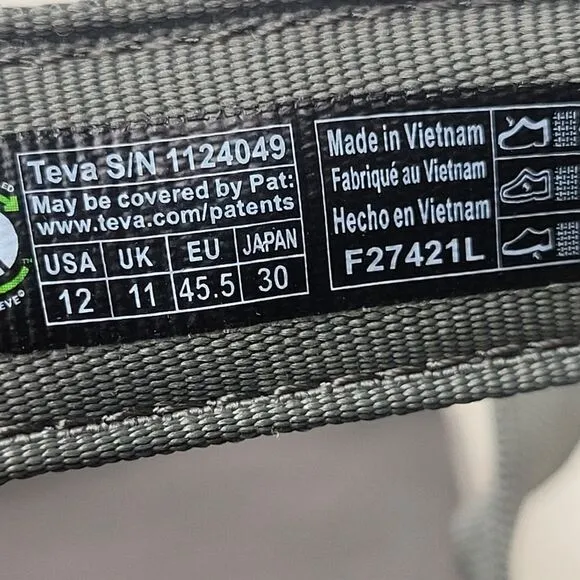 Teva S/N 1124049
May be covered by Pat:
www.teva.com/patents
USA UK EU JAPAN
12 11 45.5 30
Made in Vietnam
Fabriqué au Vietnam
Hecho en Vietnam
F27421L